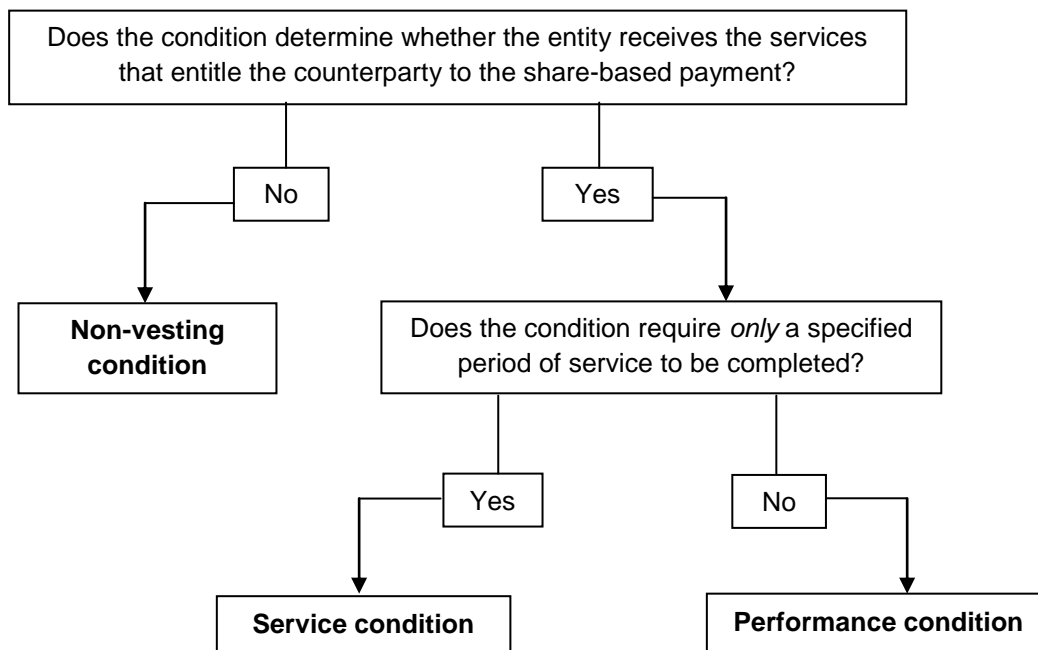 Does the condition determine whether the entity receives the services
that entitle the counterparty to the share-based payment?
No
Yes
Non-vesting
condition
Does the condition require only a specified
period of service to be completed?
Yes
No
Service condition
Performance condition